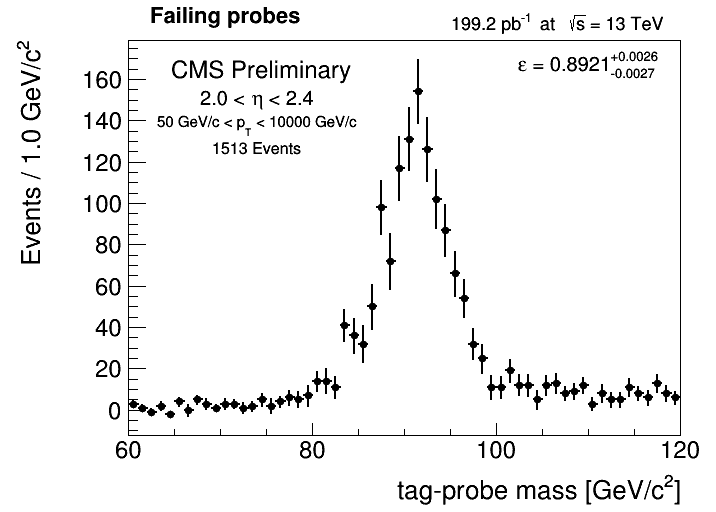 Failing probes
199.2 pb⁻¹ at √s = 13 TeV
CMS Preliminary
2.0 < η < 2.4
50 GeV/c < p_T < 10000 GeV/c
1513 Events
ε = 0.8921 +0.0026 -0.0027
Events / 1.0 GeV/c²
160
140
120
100
80
60
40
20
0
60 80 100 120
tag-probe mass [GeV/c²]